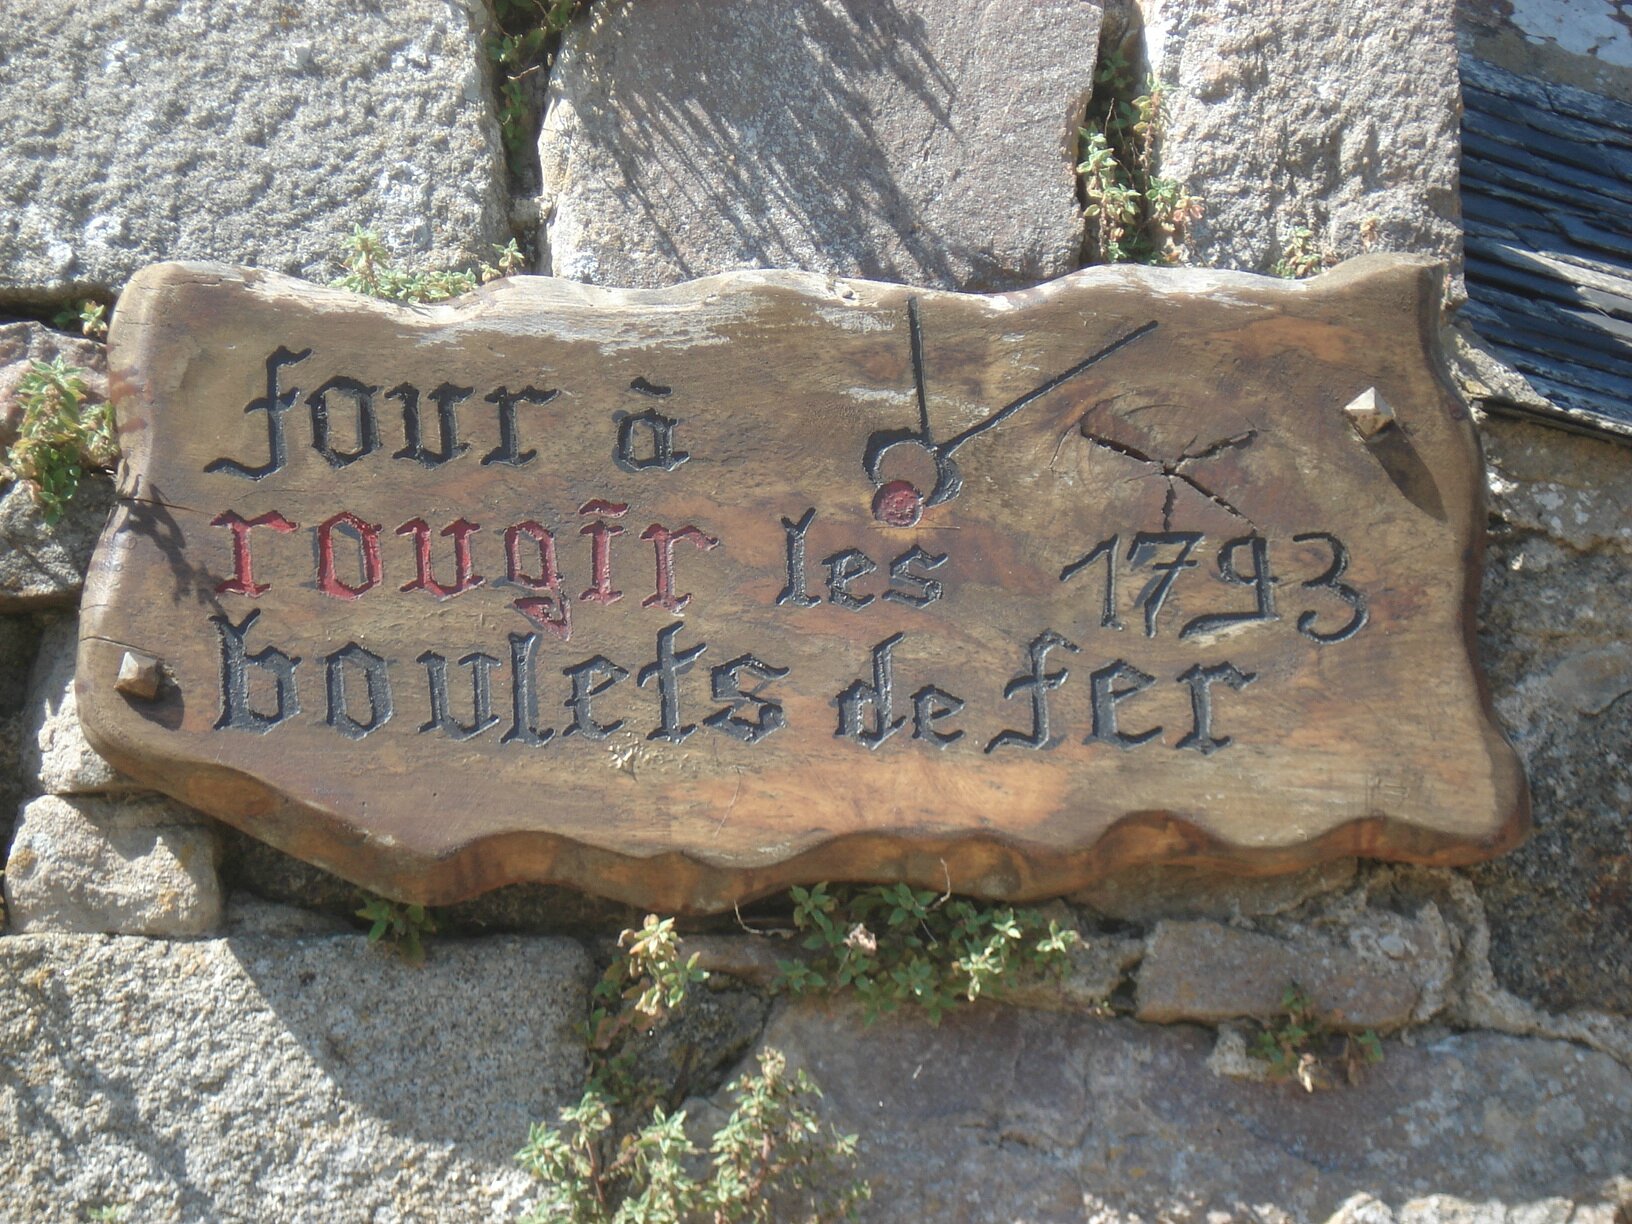 four à
rougir les 1793
boulets de fer